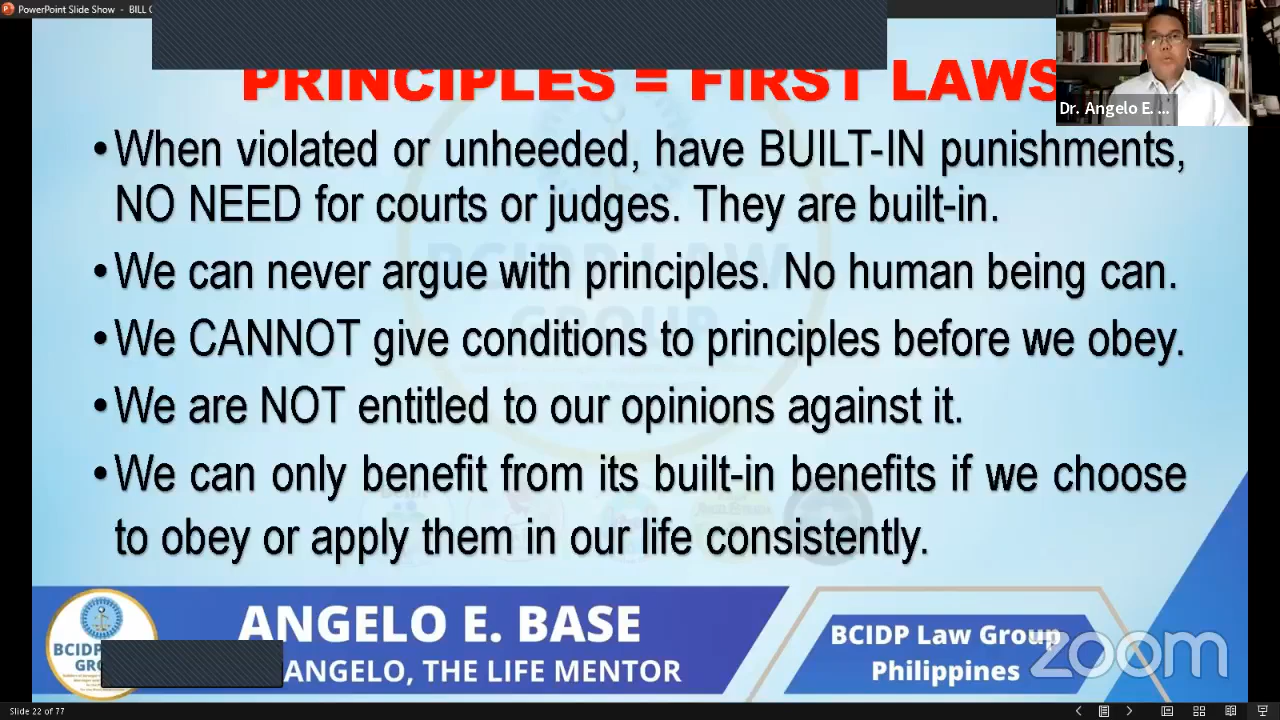 PowerPoint Slide Show - BILL
PRINCIPLES = FIRST LAWS
Dr. Angelo E. ...
•When violated or unheeded, have BUILT-IN punishments,
NO NEED for courts or judges. They are built-in.
•We can never argue with principles. No human being can.
•We CANNOT give conditions to principles before we obey.
•We are NOT entitled to our opinions against it.
•We can only benefit from its built-in benefits if we choose
to obey or apply them in our life consistently.
BCIDP LAW
GROUP
BCIDP
ANGELO E. BASE
ANGELO, THE LIFE MENTOR
BCIDP Law Group
Philippines
zoom
Slide 22 of 77